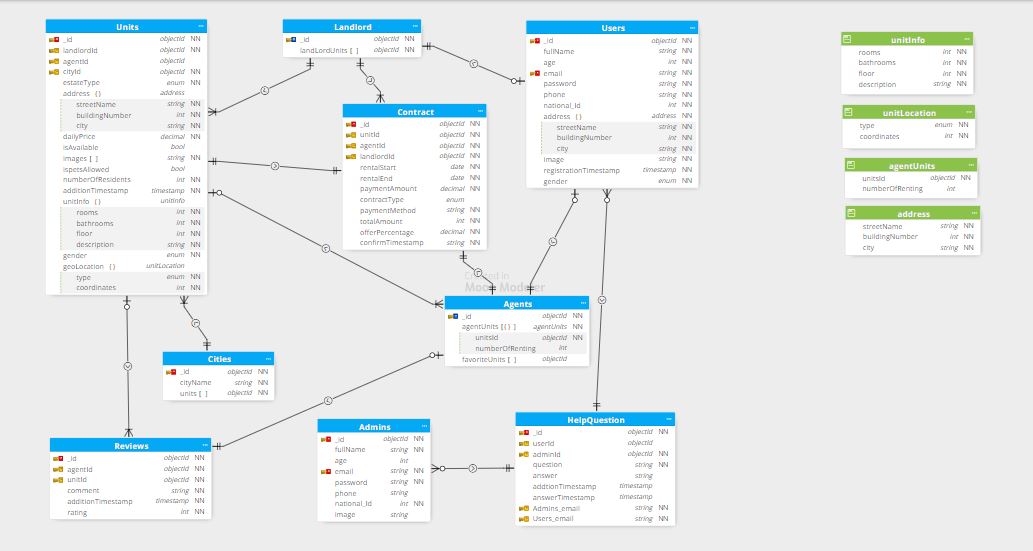 Units
_id objectId NN
landlordId objectId NN
agentId objectId
cityId objectId NN
estateType enum NN
address {} address
streetName string NN
buildingNumber int NN
city string NN
dailyPrice decimal NN
isAvailable bool
images [ ] string NN
ispetsAllowed bool
numberOfResidents int NN
additionTimestamp timestamp NN
unitInfo {} unitInfo
rooms int NN
bathrooms int NN
floor int NN
description string NN
gender enum NN
geoLocation {} unitLocation
type enum NN
coordinates int NN
Landlord
_id objectId NN
landLordUnits [ ] objectId NN
Users
_id objectId NN
fullName string NN
age int NN
email string NN
password string NN
phone string NN
national_id int NN
address {} address NN
streetName string NN
buildingNumber int NN
city string NN
image string NN
registrationTimestamp timestamp NN
gender enum NN
unitInfo
rooms int NN
bathrooms int NN
floor int NN
description string NN
unitLocation
type enum NN
coordinates int NN
agentUnits
unitsId objectId NN
numberOfRenting int
address
streetName string NN
buildingNumber int NN
city string NN
Contract
_id objectId NN
unitId objectId NN
agentId objectId NN
landlordId objectId NN
rentalStart date NN
rentalEnd date NN
paymentAmount decimal NN
contractType enum
paymentMethod string NN
totalAmount int NN
offerPercentage decimal NN
confirmTimestamp string NN
Created in
Agents
_id objectId NN
agentUnits [{}] agentUnits NN
unitsId objectId NN
numberOfRenting int
favoriteUnits [ ] objectId
Cities
_id objectId NN
cityName string NN
units [ ] objectId NN
Reviews
_id objectId NN
agentId objectId NN
unitId objectId NN
comment string NN
additionTimestamp timestamp NN
rating int NN
Admins
_id objectId NN
fullName string NN
age int
email string NN
password string NN
phone string
national_Id int NN
image string
HelpQuestion
_id objectId NN
userId objectId
adminId objectId NN
question string NN
answer string
addtionTimestamp timestamp
answerTimestamp timestamp
Admins_email string NN
Users_email string NN